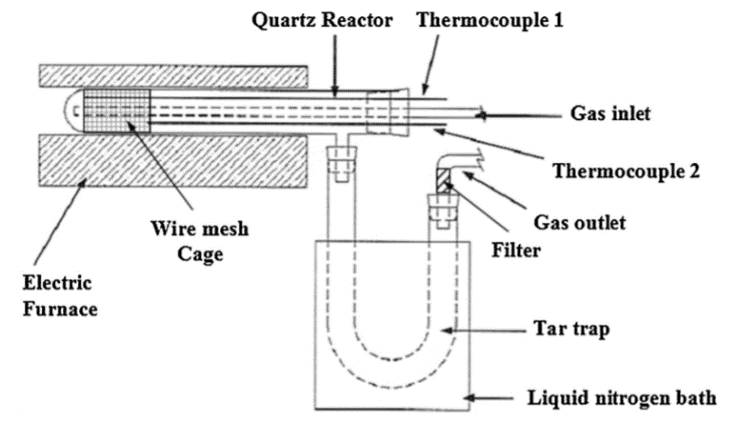 Quartz Reactor
Thermocouple 1
Gas inlet
Thermocouple 2
Gas outlet
Filter
Wire mesh
Cage
Electric
Furnace
Tar trap
Liquid nitrogen bath